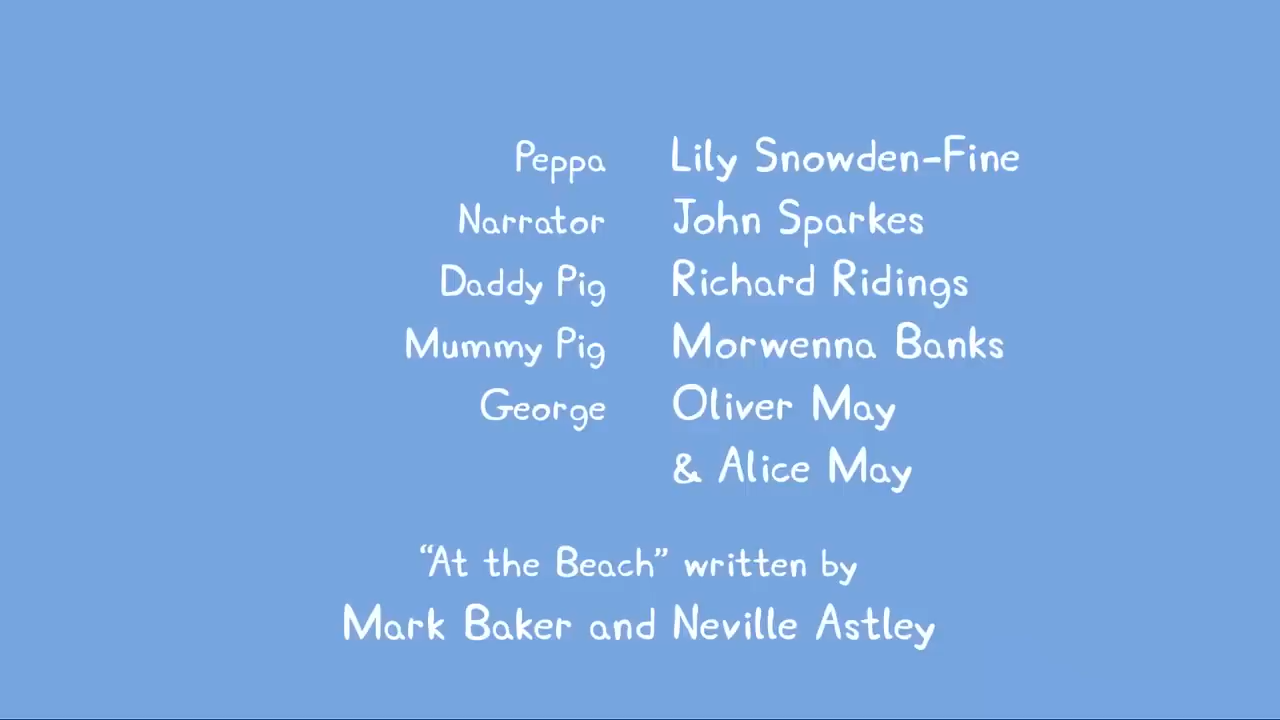 Peppa Lily Snowden-Fine
Narrator John Sparkes
Daddy Pig Richard Ridings
Mummy Pig Morwenna Banks
George Oliver May
& Alice May
“At the Beach” written by
Mark Baker and Neville Astley